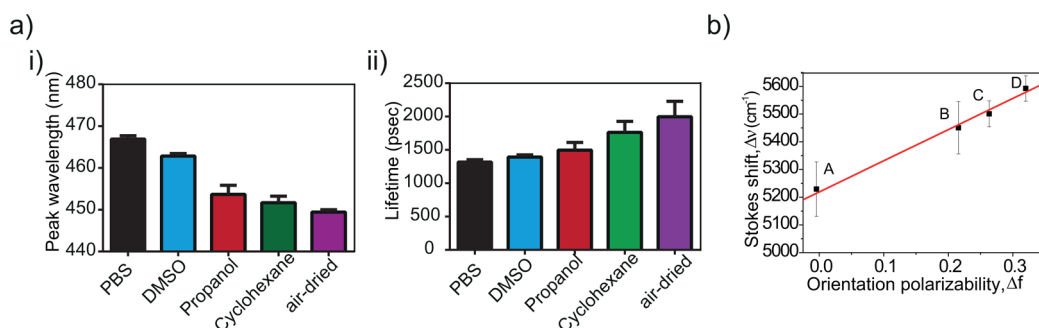 a)
i)
Peak wavelength (nm)
480
470
460
450
440
PBS
DMSO
Propanol
Cyclohexane
air-dried
ii)
Lifetime (psec)
2500
2000
1500
1000
500
0
PBS
DMSO
Propanol
Cyclohexane
air-dried
b)
Stokes shift, Δν(cm⁻¹)
5600
5500
5400
5300
5200
5100
5000
A
B
C
D
0.0
0.1
0.2
0.3
Orientation polarizability, Δf